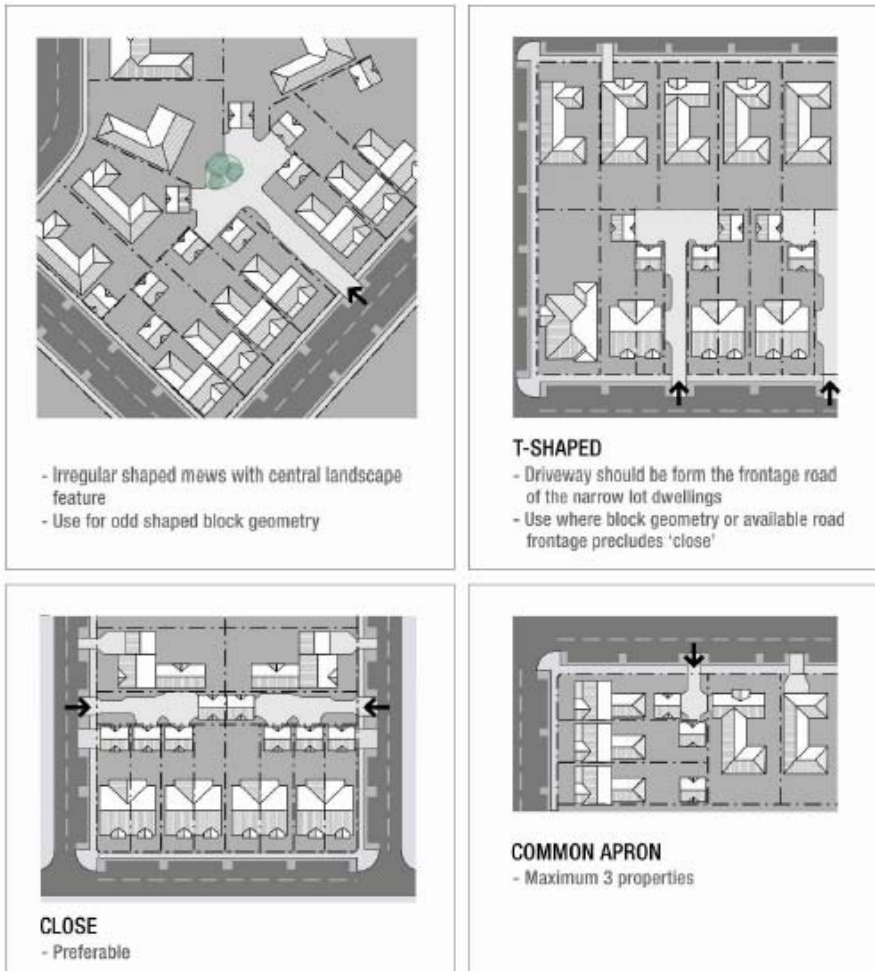 - Irregular shaped mews with central landscape
feature
- Use for odd shaped block geometry
T-SHAPED
- Driveway should be form the frontage road
of the narrow lot dwellings
- Use where block geometry or available road
frontage precludes ‘close’
CLOSE
- Preferable
COMMON APRON
- Maximum 3 properties